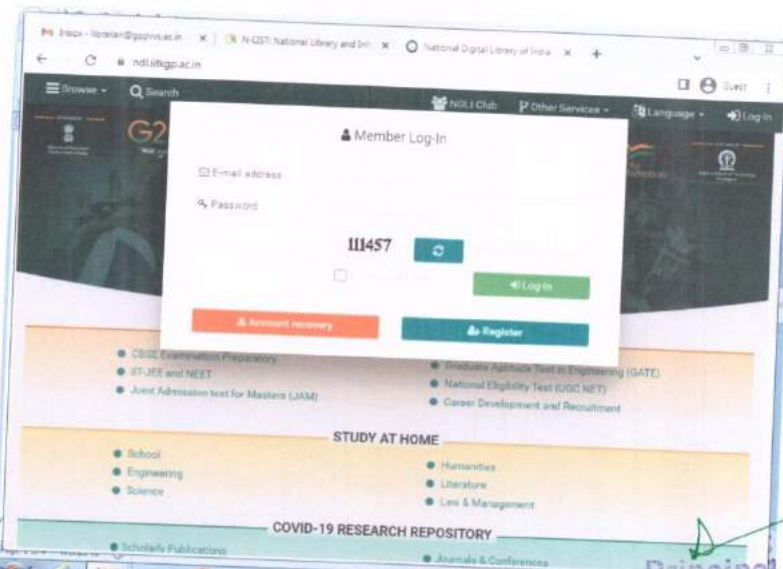 Inbox - librarian@gppvvs.ac.in × N-LIST: National Library and Inf × National Digital Library of India × +
ndl.iitkgp.ac.in Guest
Browse Search NDLI Club Other Services Language Log-In
G2
Member Log-In
E-mail address
Password
111457
Log-In
Account recovery Register
CBSE Examination Preparatory Graduate Aptitude Test in Engineering (GATE)
IIT-JEE and NEET National Eligibility Test (UGC NET)
Joint Admission test for Masters (JAM) Career Development and Recruitment
STUDY AT HOME
School Humanities
Engineering Literature
Science Law & Management
COVID-19 RESEARCH REPOSITORY
Scholarly Publications Journals & Conferences
Principal